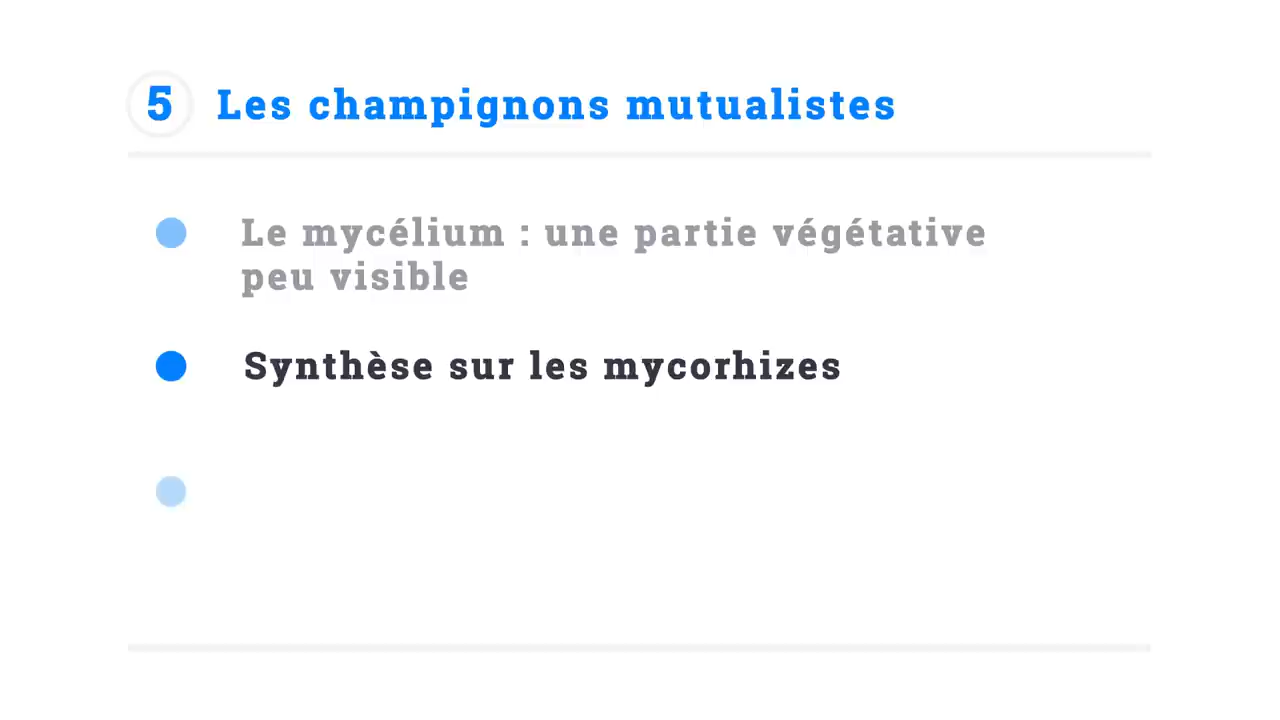 5 Les champignons mutualistes
Le mycélium : une partie végétative
peu visible
Synthèse sur les mycorhizes